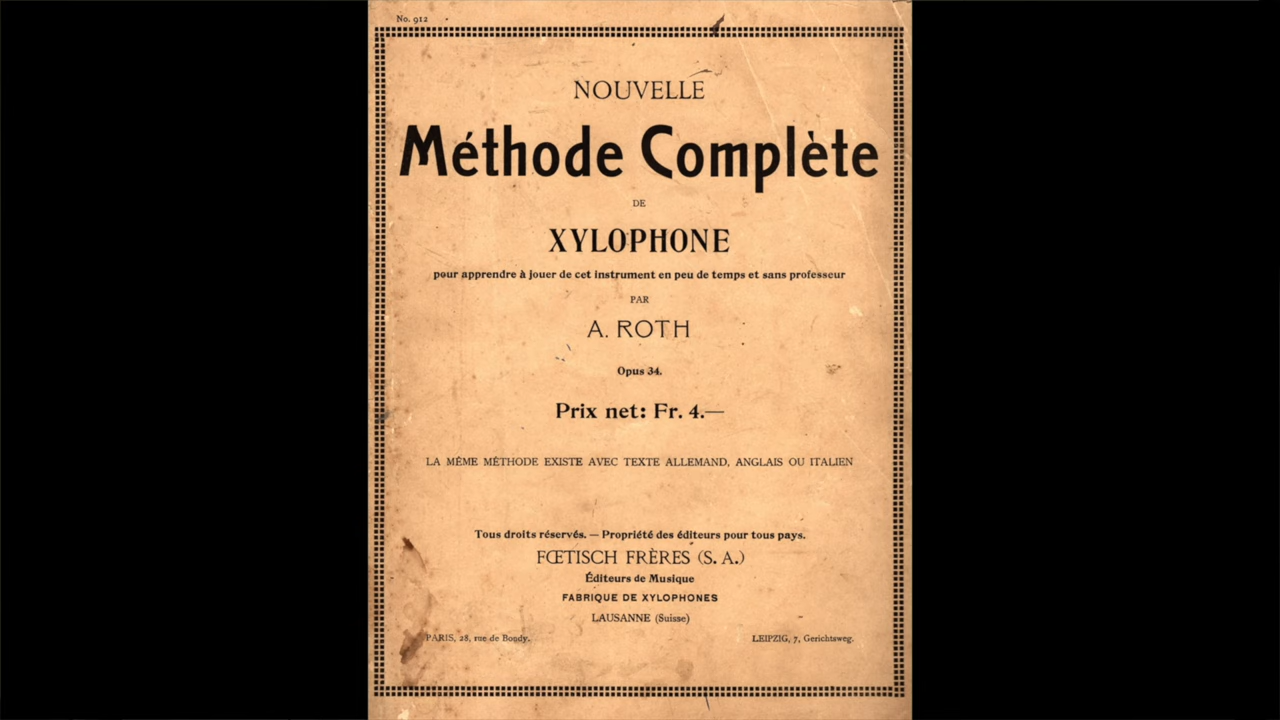 No. 912
NOUVELLE
Méthode Complète
DE
XYLOPHONE
pour apprendre à jouer de cet instrument en peu de temps et sans professeur
PAR
A. ROTH
Opus 34.
Prix net: Fr. 4.—
LA MÊME MÉTHODE EXISTE AVEC TEXTE ALLEMAND, ANGLAIS OU ITALIEN
Tous droits réservés. — Propriété des éditeurs pour tous pays.
FŒTISCH FRÈRES (S. A.)
Éditeurs de Musique
FABRIQUE DE XYLOPHONES
LAUSANNE (Suisse)
PARIS, 28, rue de Bondy.
LEIPZIG, 7, Gerichtsweg.